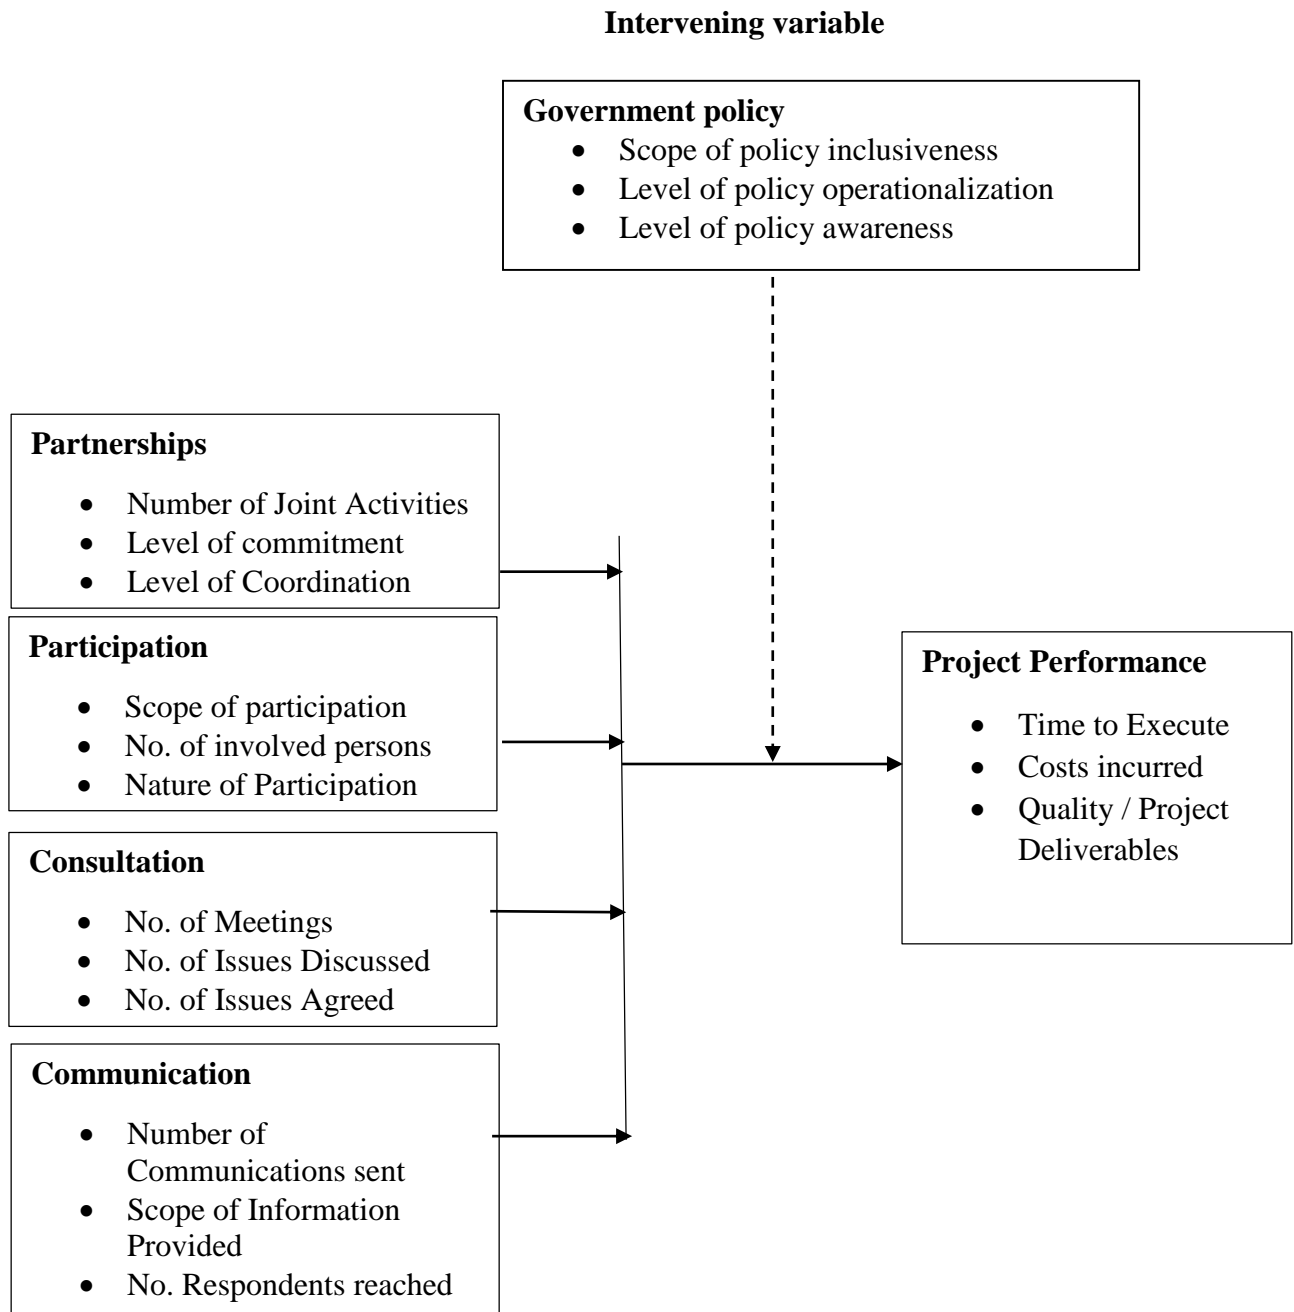 Intervening variable
Government policy
• Scope of policy inclusiveness
• Level of policy operationalization
• Level of policy awareness
Partnerships
• Number of Joint Activities
• Level of commitment
• Level of Coordination
Participation
• Scope of participation
• No. of involved persons
• Nature of Participation
Consultation
• No. of Meetings
• No. of Issues Discussed
• No. of Issues Agreed
Communication
• Number of
Communications sent
• Scope of Information
Provided
• No. Respondents reached
Project Performance
• Time to Execute
• Costs incurred
• Quality / Project
Deliverables